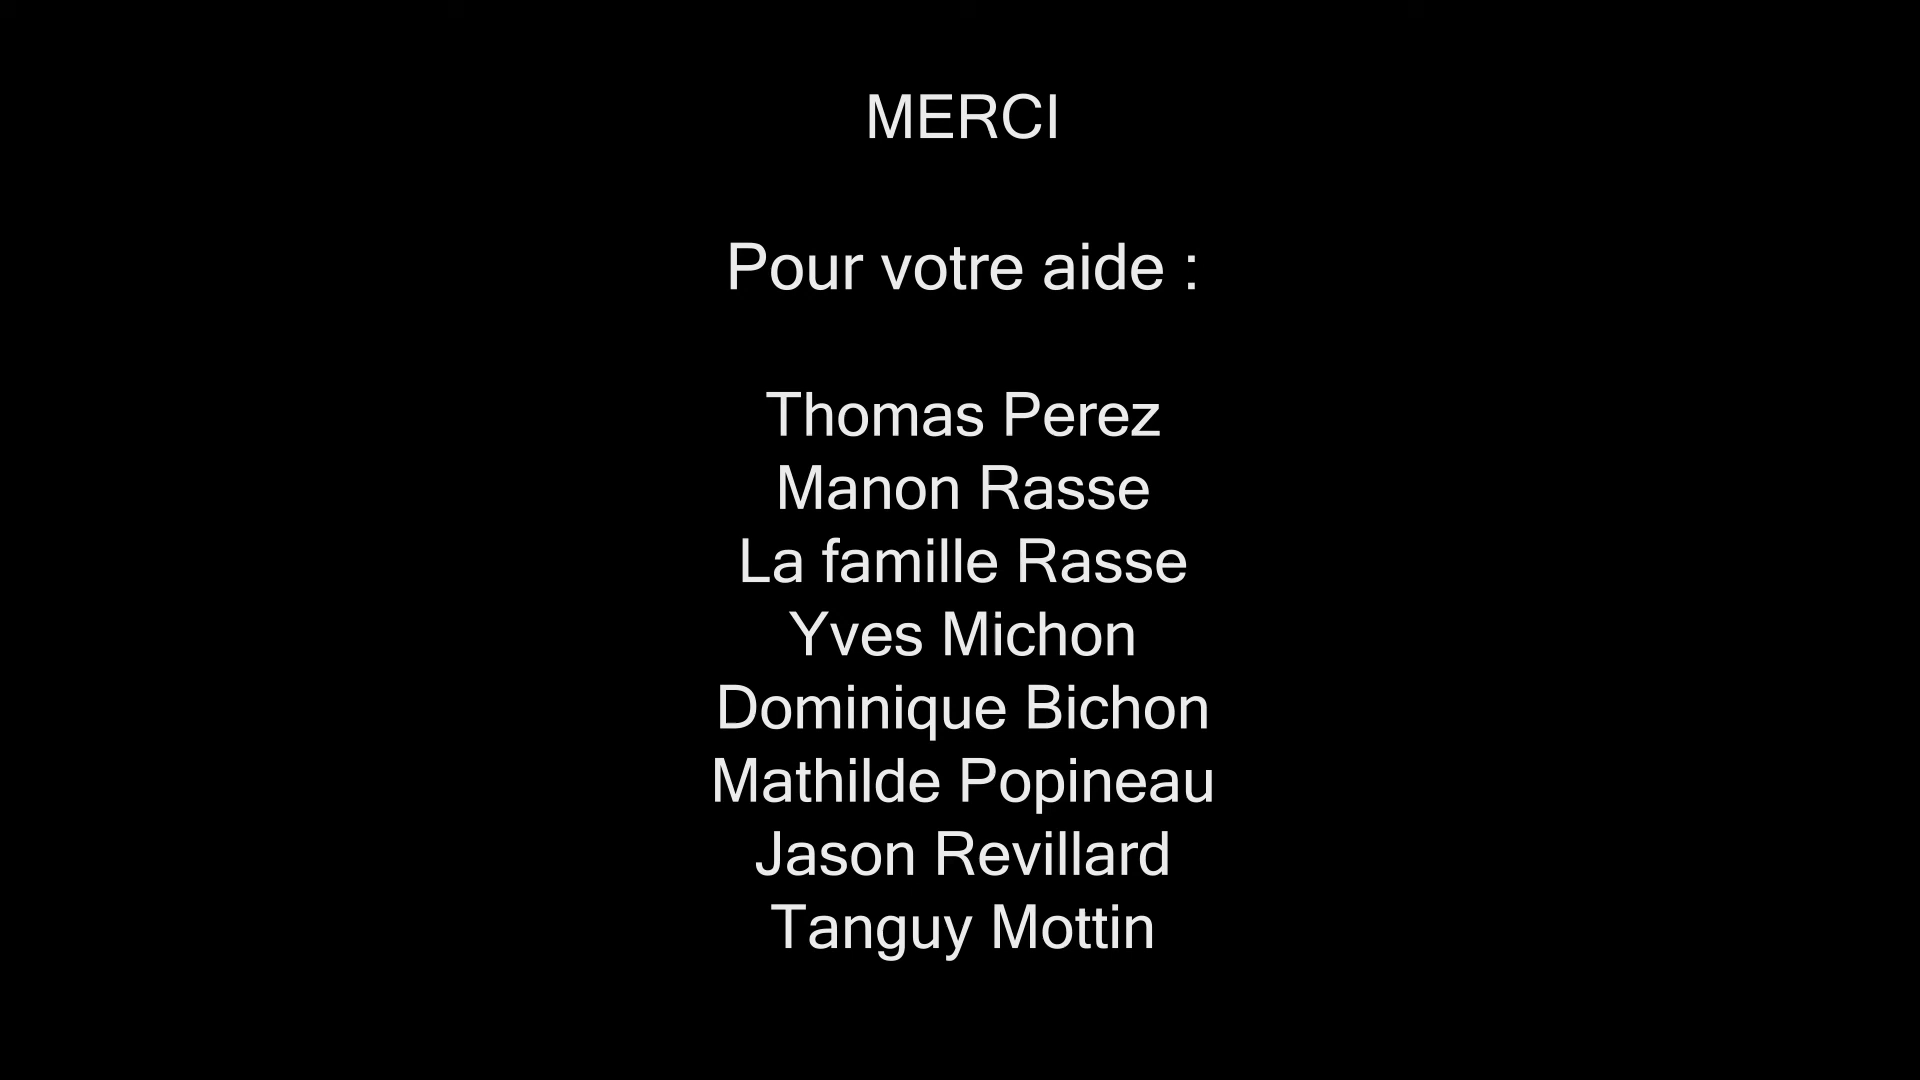 MERCI
Pour votre aide :
Thomas Perez
Manon Rasse
La famille Rasse
Yves Michon
Dominique Bichon
Mathilde Popineau
Jason Revillard
Tanguy Mottin